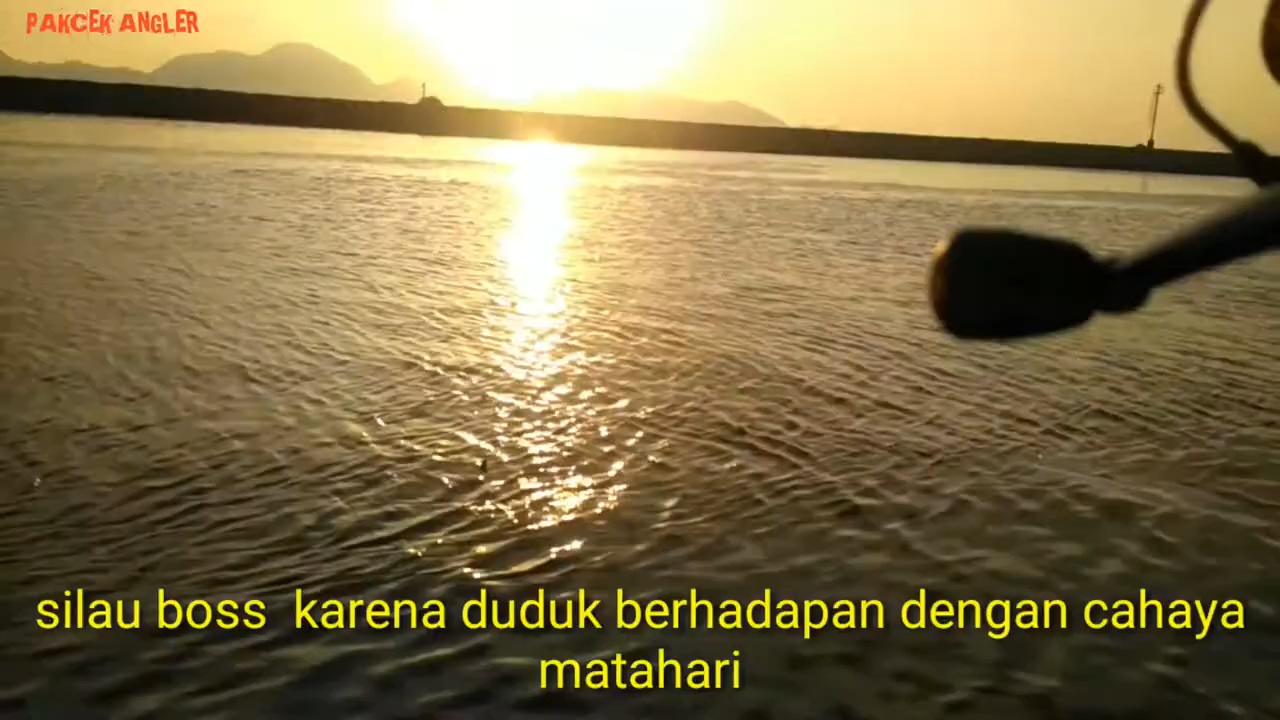 PAKCEK ANGLER
silau boss  karena duduk berhadapan dengan cahaya
matahari